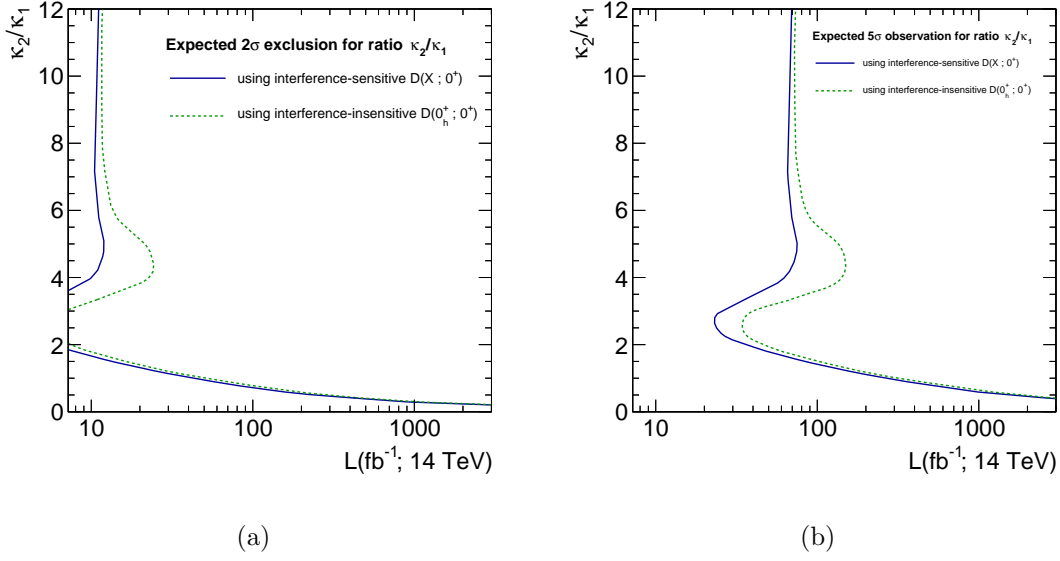 κ₂/κ₁
12
10
8
6
4
2
0
Expected 2σ exclusion for ratio κ₂/κ₁
using interference-sensitive D(X ; 0⁺)
using interference-insensitive D(0ₕ⁺ ; 0⁺)
10 100 1000
L(fb⁻¹; 14 TeV)
(a)
κ₂/κ₁
12
10
8
6
4
2
0
Expected 5σ observation for ratio κ₂/κ₁
using interference-sensitive D(X ; 0⁺)
using interference-insensitive D(0ₕ⁺ ; 0⁺)
10 100 1000
L(fb⁻¹; 14 TeV)
(b)